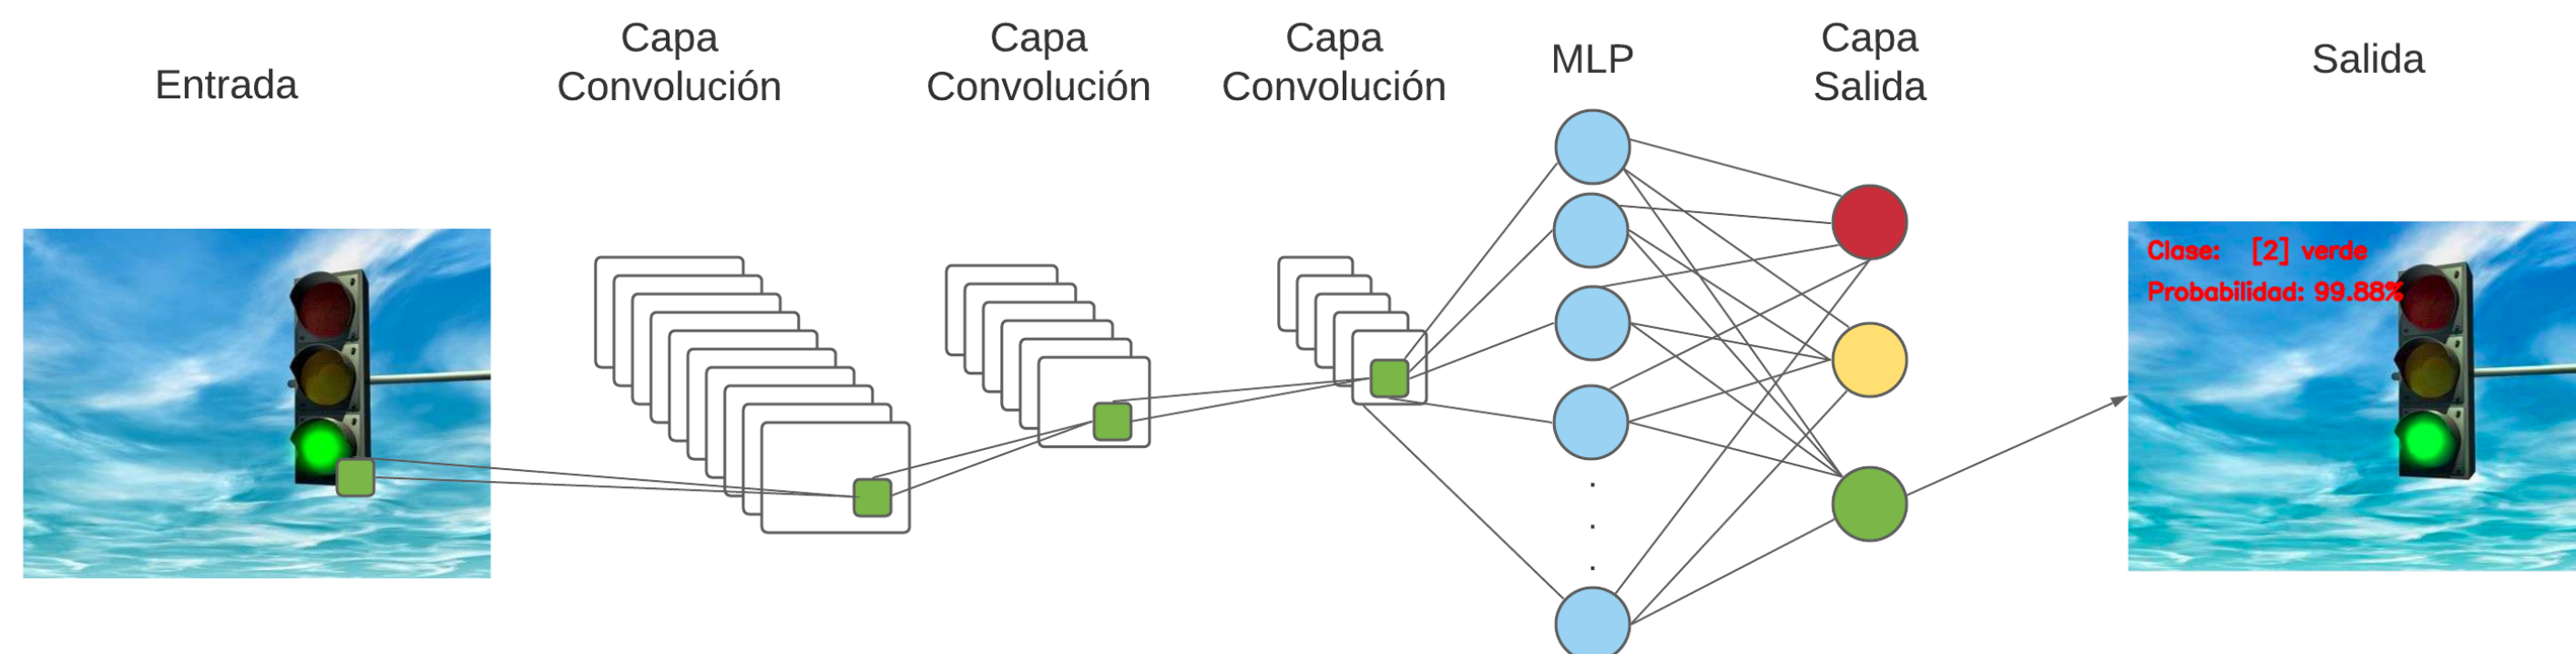 Entrada
Capa
Convolución
Capa
Convolución
Capa
Convolución
MLP
Capa
Salida
Salida
Clase: [2] verde
Probabilidad: 99.88%